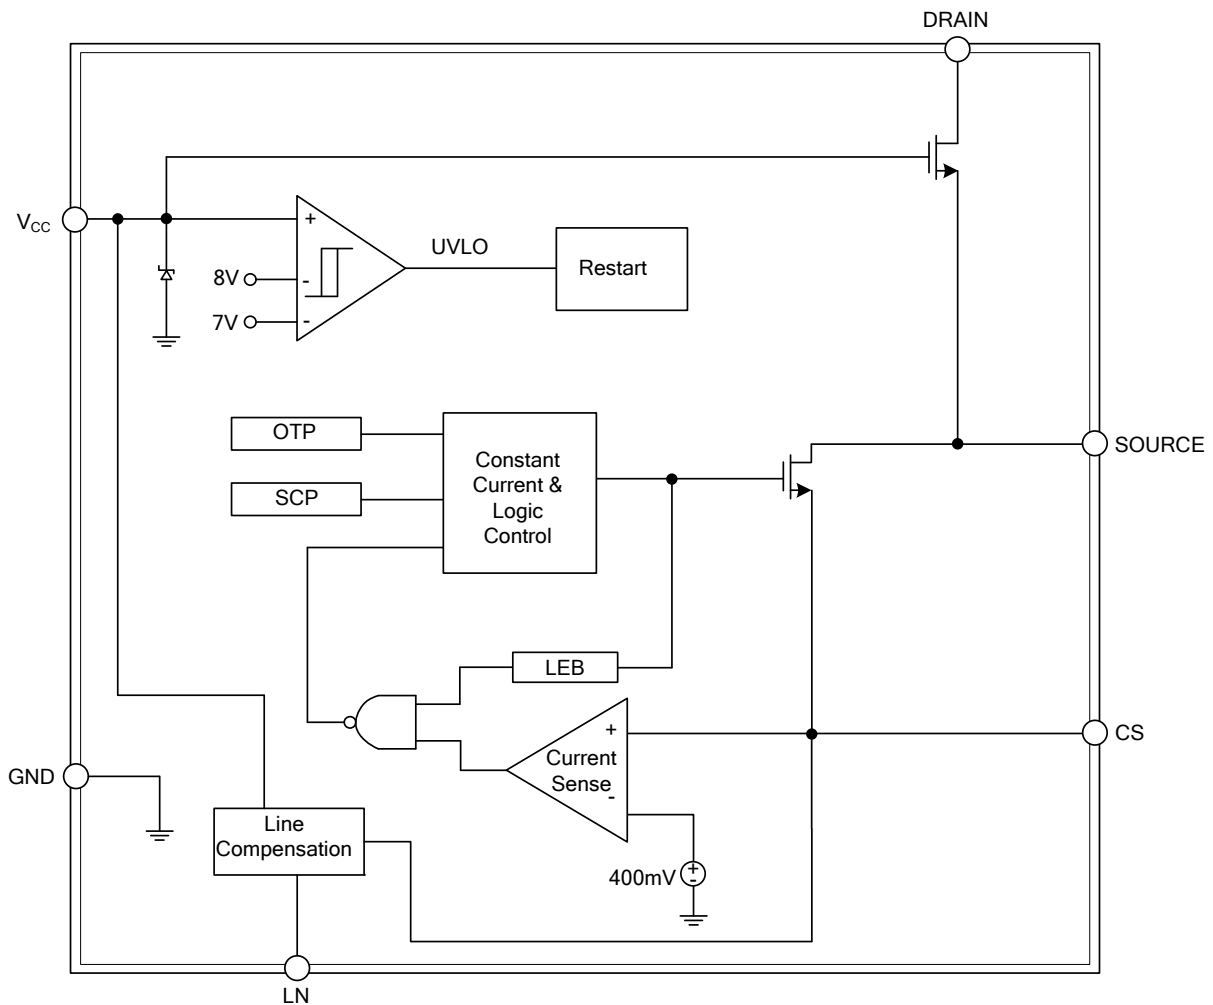 DRAIN
V_CC
+
UVLO
Restart
8V
-
7V
-
OTP
SCP
Constant
Current &
Logic
Control
SOURCE
LEB
+
Current
Sense
-
CS
GND
Line
Compensation
400mV
+
-
LN